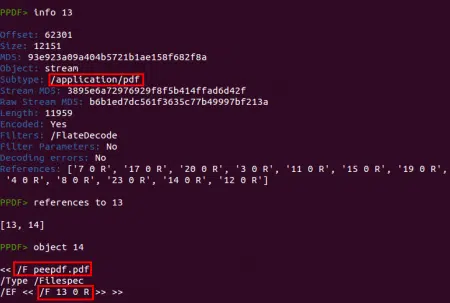 PPDF> info 13
Offset: 62301
Size: 12151
MD5: 93e923a09a404b5721b1ae158f682f8a
Object: stream
Subtype: /application/pdf
Stream MD5: 3895e6a72976929f8f5b414ffad6d42f
Raw Stream MD5: b6b1ed7dc561f3635c77b49997bf213a
Length: 11959
Encoded: Yes
Filters: /FlateDecode
Filter Parameters: No
Decoding errors: No
References: ['7 0 R', '17 0 R', '20 0 R', '3 0 R', '11 0 R', '15 0 R', '19 0 R',
'4 0 R', '8 0 R', '23 0 R', '14 0 R', '12 0 R']
PPDF> references to 13
[13, 14]
PPDF> object 14
<< /F peepdf.pdf
/Type /Filespec
/EF << /F 13 0 R >> >>